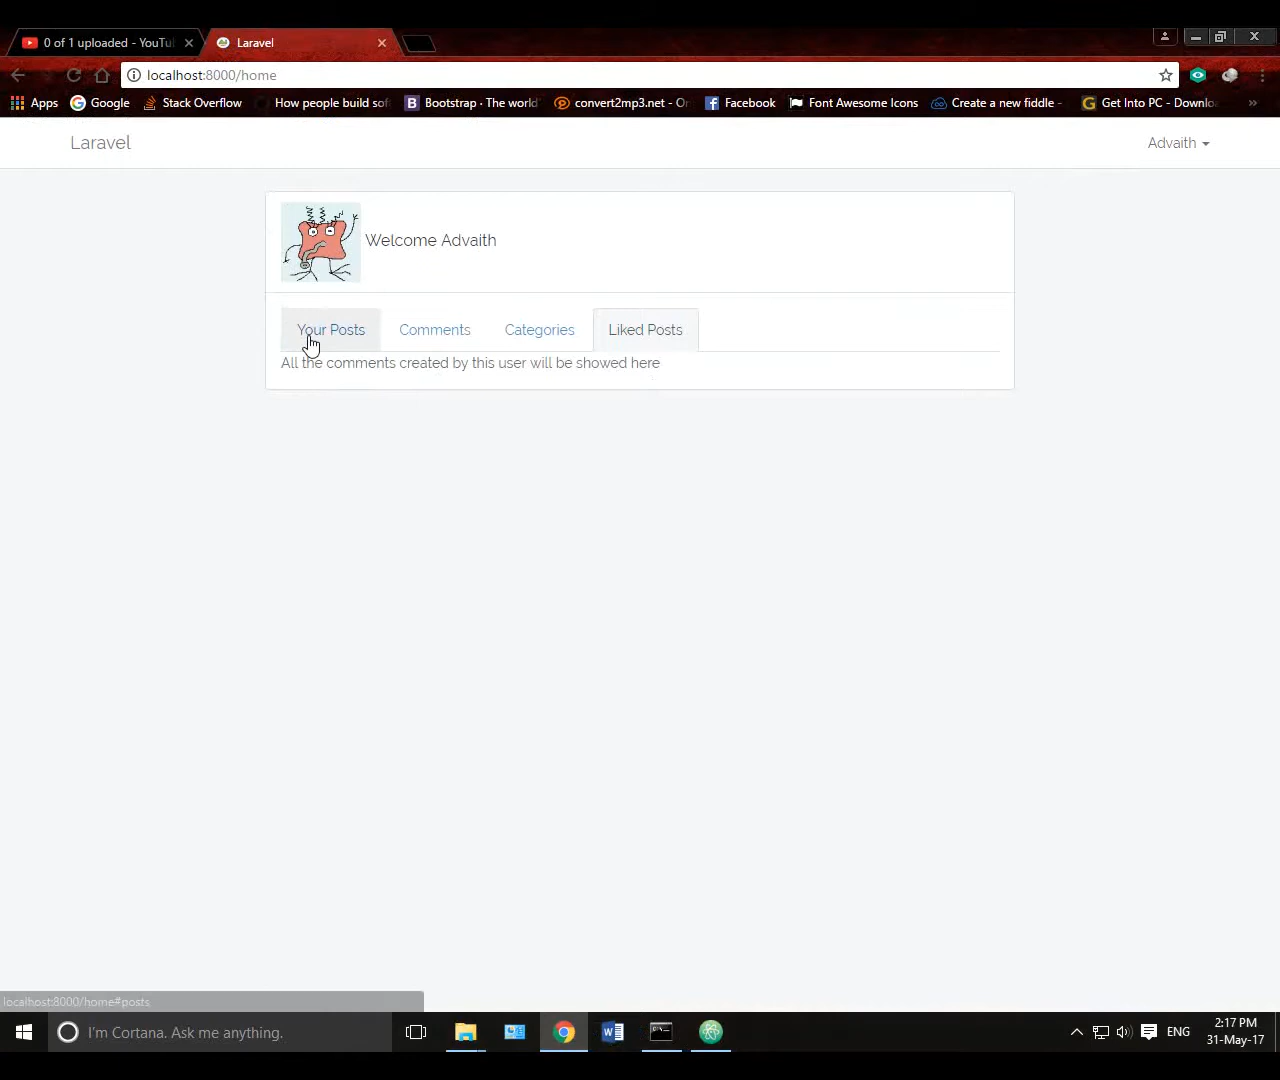 0 of 1 uploaded - YouTu
Laravel
localhost:8000/home
Apps
Google
Stack Overflow
How people build sof
Bootstrap · The world'
convert2mp3.net - On
Facebook
Font Awesome Icons
Create a new fiddle -
Get Into PC - Downlo
Laravel
Advaith
Welcome Advaith
Your Posts
Comments
Categories
Liked Posts
All the comments created by this user will be showed here
localhost:8000/home#posts
I'm Cortana. Ask me anything.
ENG
2:17 PM
31-May-17